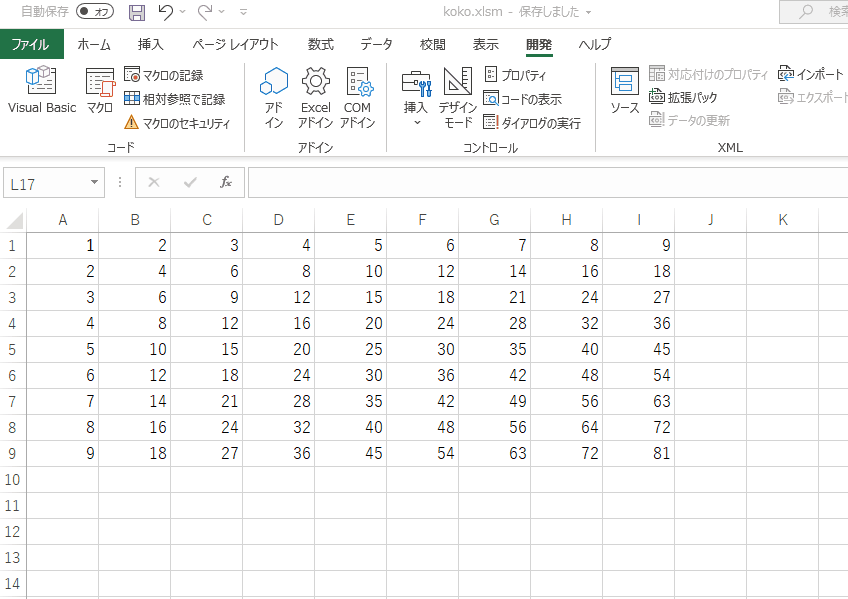 自動保存 オフ koko.xlsm - 保存しました 検索
ファイル ホーム 挿入 ページ レイアウト 数式 データ 校閲 表示 開発 ヘルプ
Visual Basic
マクロ
マクロの記録
相対参照で記録
マクロのセキュリティ
コード
アド
イン
Excel
アドイン
COM
アドイン
アドイン
挿入
デザイン
モード
プロパティ
コードの表示
ダイアログの実行
コントロール
ソース
対応付けのプロパティ
拡張パック
データの更新
インポート
エクスポート
XML
L17 fx
A B C D E F G H I J K
1 1 2 3 4 5 6 7 8 9
2 2 4 6 8 10 12 14 16 18
3 3 6 9 12 15 18 21 24 27
4 4 8 12 16 20 24 28 32 36
5 5 10 15 20 25 30 35 40 45
6 6 12 18 24 30 36 42 48 54
7 7 14 21 28 35 42 49 56 63
8 8 16 24 32 40 48 56 64 72
9 9 18 27 36 45 54 63 72 81
10
11
12
13
14